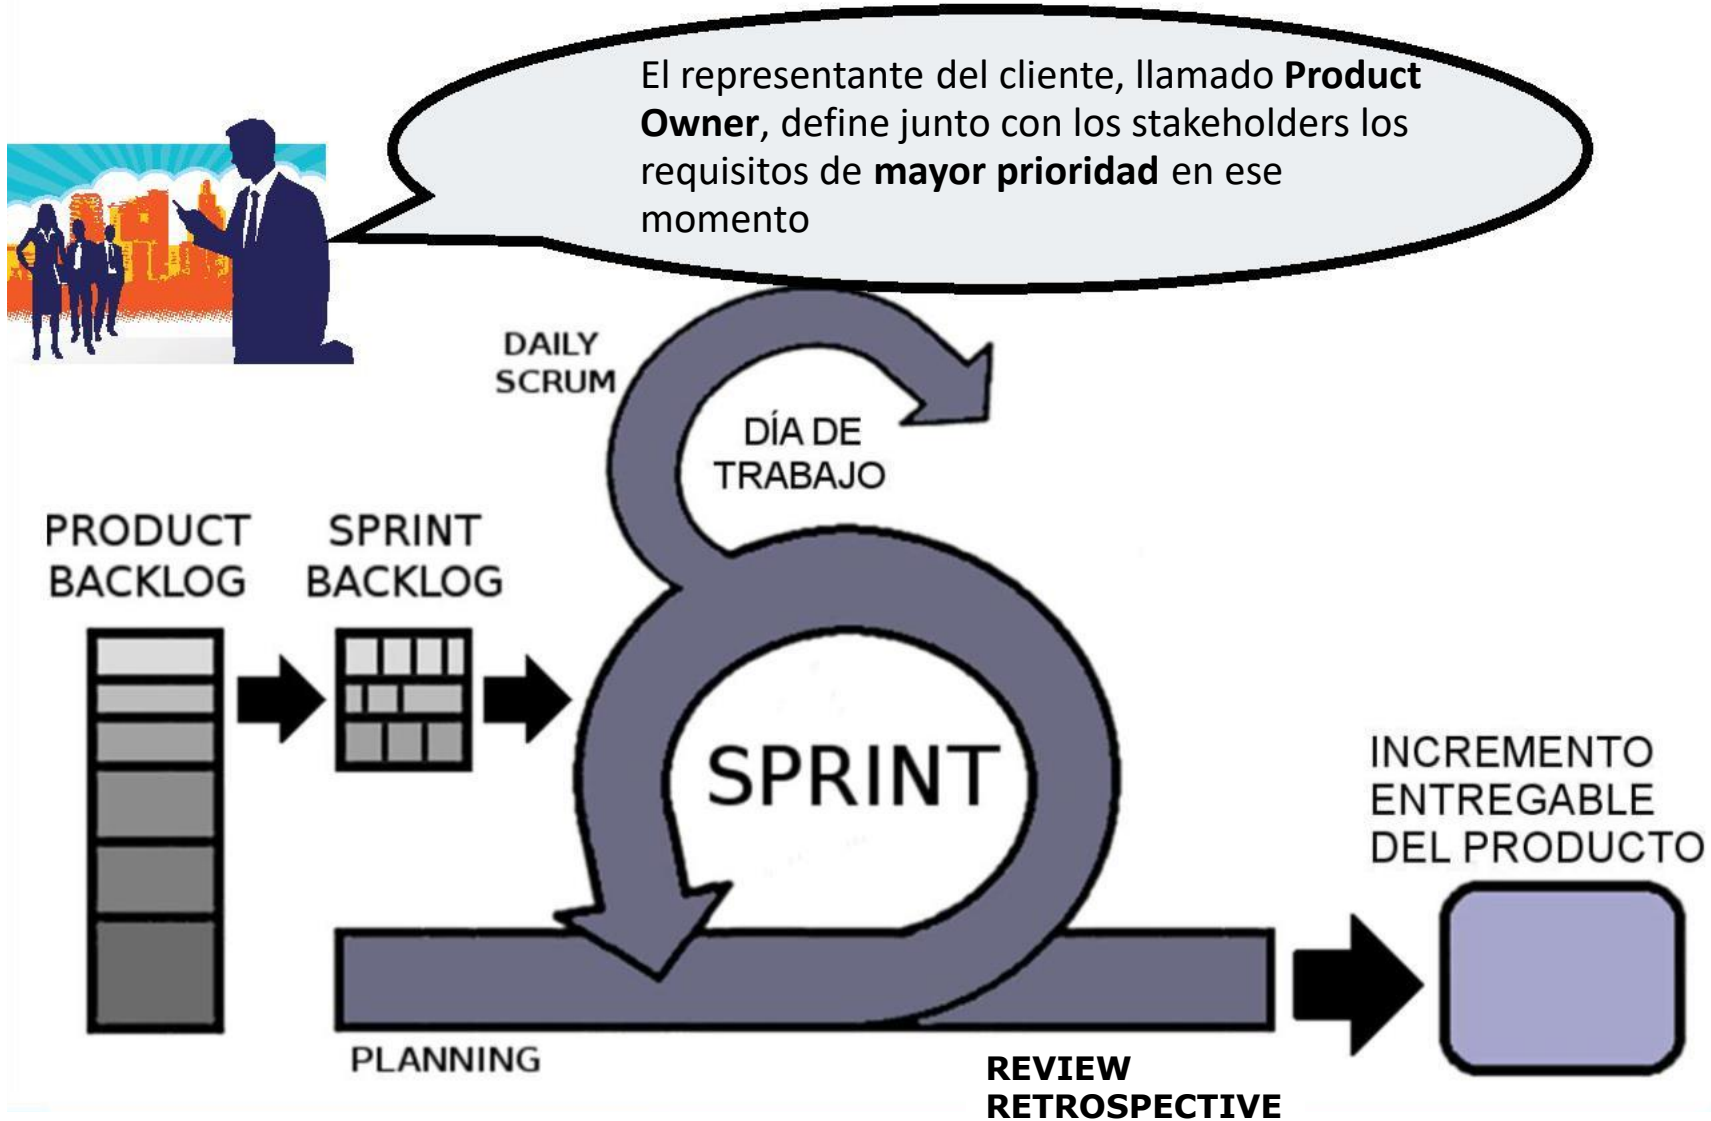 El representante del cliente, llamado Product
Owner, define junto con los stakeholders los
requisitos de mayor prioridad en ese
momento
DAILY
SCRUM
DÍA DE
TRABAJO
PRODUCT
BACKLOG
SPRINT
BACKLOG
SPRINT
INCREMENTO
ENTREGABLE
DEL PRODUCTO
PLANNING
REVIEW
RETROSPECTIVE